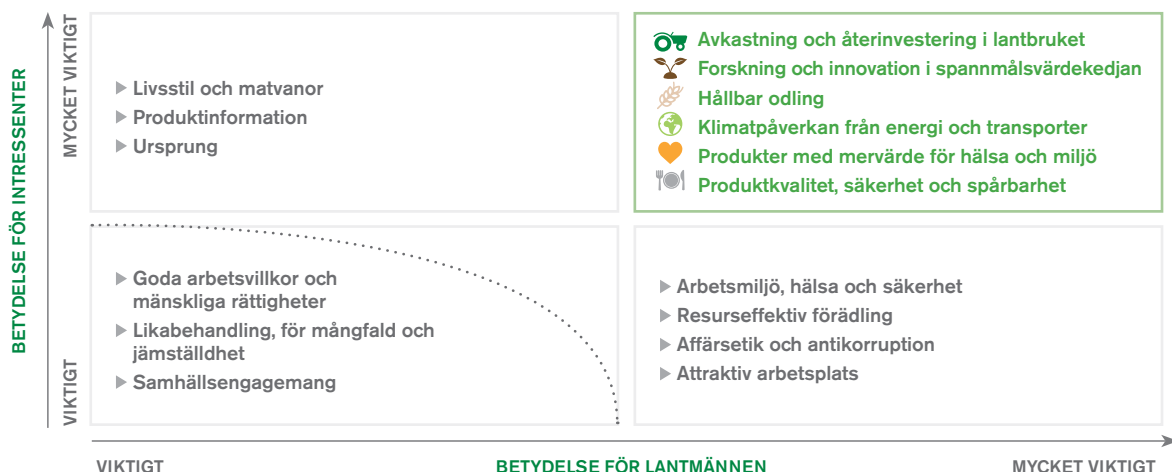 BETYDELSE FÖR INTRESSENTER
MYCKET VIKTIGT
Livsstil och matvanor
Produktinformation
Ursprung
Avkastning och återinvestering i lantbruket
Forskning och innovation i spannmålsvärdekedjan
Hållbar odling
Klimatpåverkan från energi och transporter
Produkter med mervärde för hälsa och miljö
Produktkvalitet, säkerhet och spårbarhet
VIKTIGT
Goda arbetsvillkor och
mänskliga rättigheter
Likabehandling, för mångfald och
jämställdhet
Samhällsengagemang
Arbetsmiljö, hälsa och säkerhet
Resurseffektiv förädling
Affärsetik och antikorruption
Attraktiv arbetsplats
VIKTIGT
BETYDELSE FÖR LANTMÄNNEN
MYCKET VIKTIGT